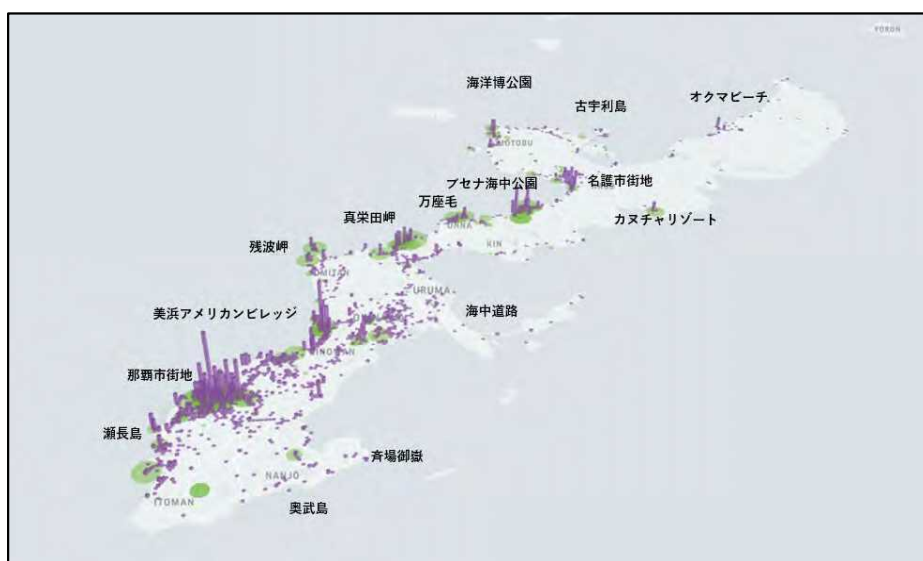 YORON
海洋博公園
古宇利島
オクマビーチ
MOTOBU
ブセナ海中公園
名護市街地
万座毛
カヌチャリゾート
真栄田岬
ONNA
KIN
残波岬
YOMITAN
URUMA
美浜アメリカンビレッジ
海中道路
GINOWAN
那覇市街地
瀬長島
斉場御嶽
NANJO
ITOMAN
奥武島